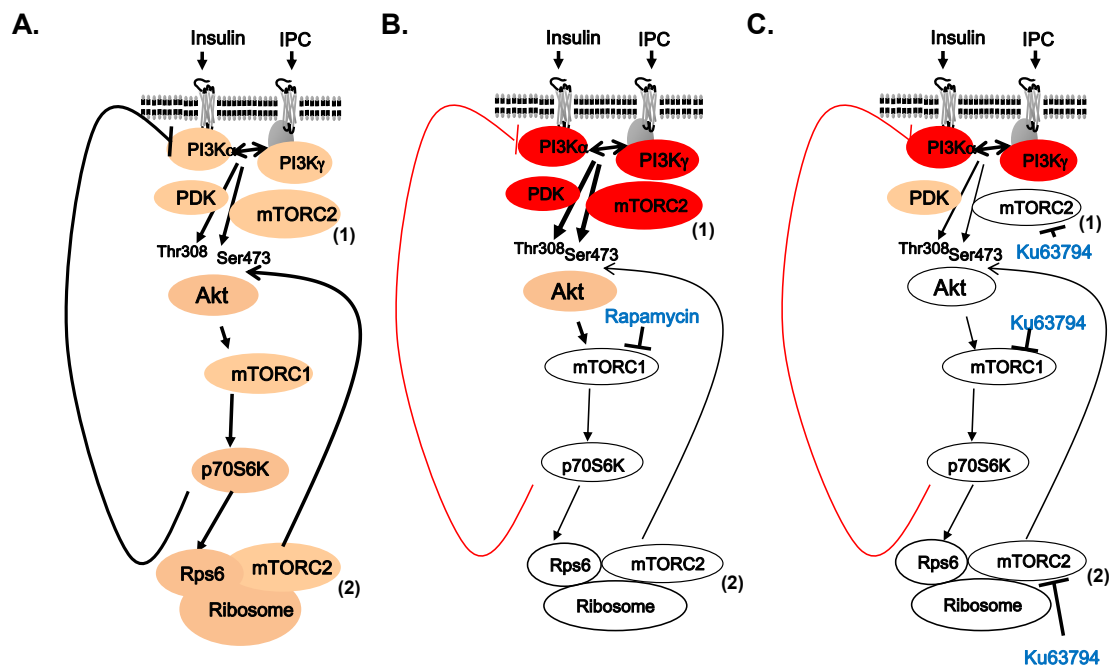 A.
Insulin IPC
PI3Kα
PI3Kγ
PDK
mTORC2
(1)
Thr308
Ser473
Akt
mTORC1
p70S6K
Rps6
mTORC2
(2)
Ribosome
B.
Insulin IPC
PI3Kα
PI3Kγ
PDK
mTORC2
(1)
Thr308
Ser473
Akt
Rapamycin
mTORC1
p70S6K
Rps6
mTORC2
(2)
Ribosome
C.
Insulin IPC
PI3Kα
PI3Kγ
PDK
mTORC2
(1)
Ku63794
Thr308
Ser473
Akt
Ku63794
mTORC1
p70S6K
Rps6
mTORC2
(2)
Ribosome
Ku63794